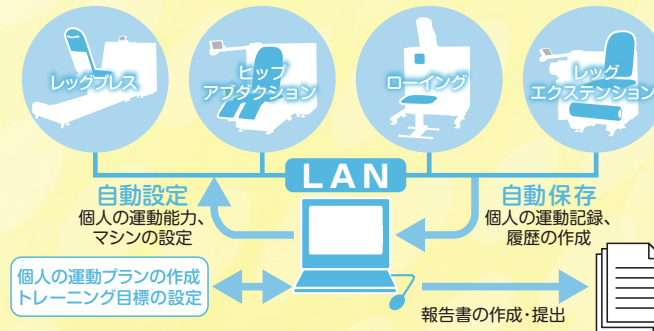 レッグプレス
ヒップ
アブダクション
ローイング
レッグ
エクステンション
LAN
自動設定
個人の運動能力、
マシンの設定
自動保存
個人の運動記録、
履歴の作成
個人の運動プランの作成
トレーニング目標の設定
報告書の作成・提出